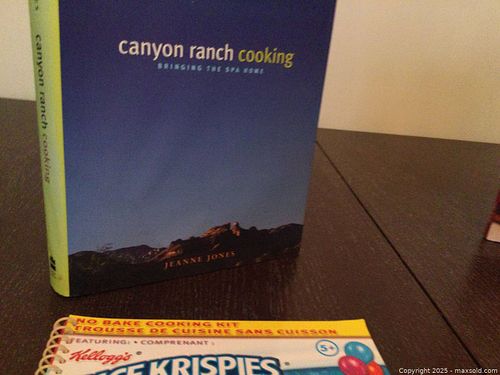 canyon ranch cooking
canyon ranch cooking
BRINGING THE SPA HOME
JEANNE JONES
NO BAKE COOKING KIT
TROUSSE DE CUISINE SANS CUISSON
FEATURING: • COMPRENANT :
5+
Kellogg's
KRISPIES
Copyright 2025 - maxsold.com